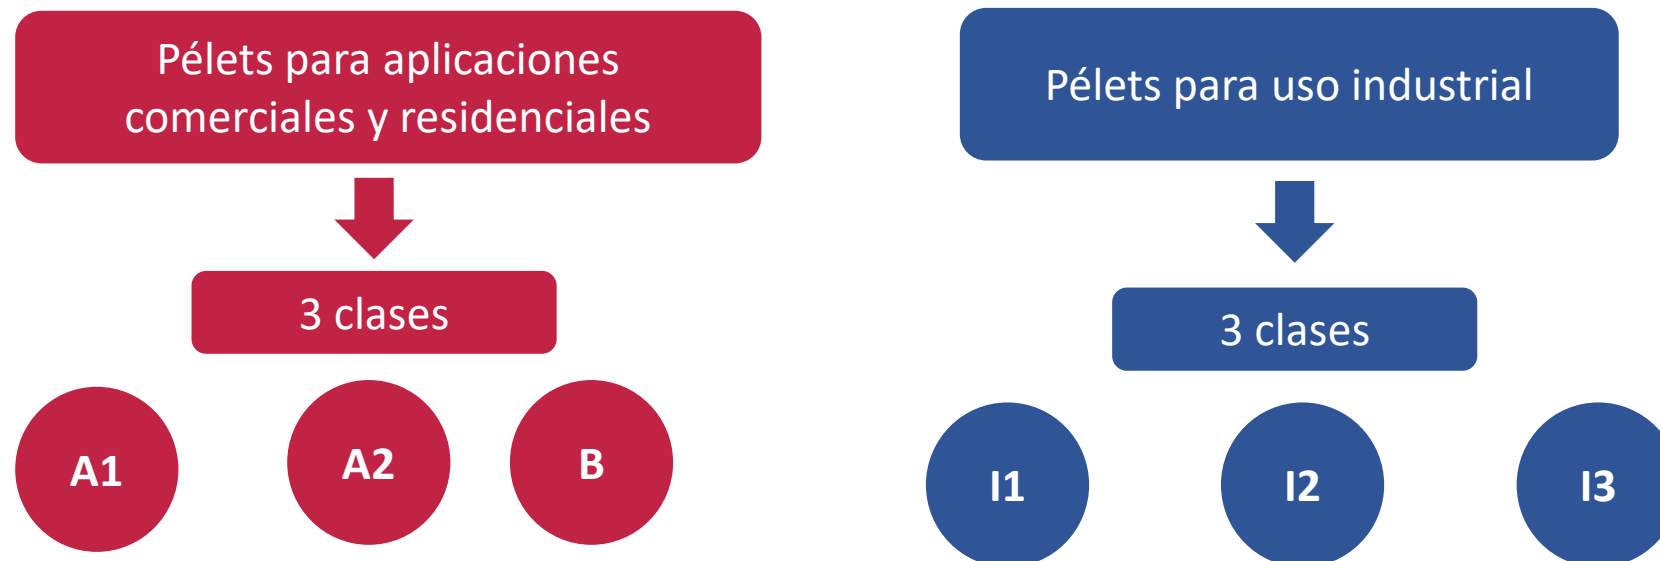 Pélets para aplicaciones
comerciales y residenciales
3 clases
A1
A2
B
Pélets para uso industrial
3 clases
I1
I2
I3